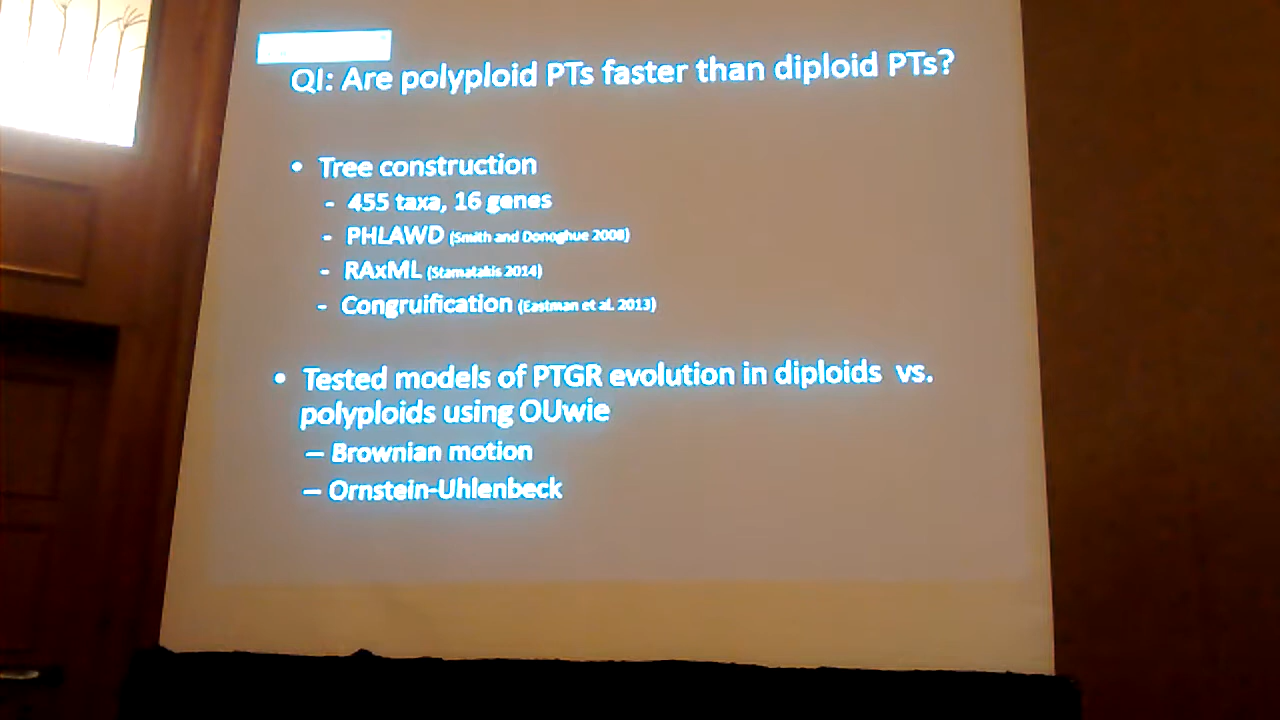 QI: Are polyploid PTs faster than diploid PTs?
• Tree construction
- 455 taxa, 16 genes
- PHLAWD (Smith and Donoghue 2008)
- RAxML (Stamatakis 2014)
- Congruification (Eastman et al. 2013)
• Tested models of PTGR evolution in diploids vs.
polyploids using OUwie
– Brownian motion
– Ornstein-Uhlenbeck